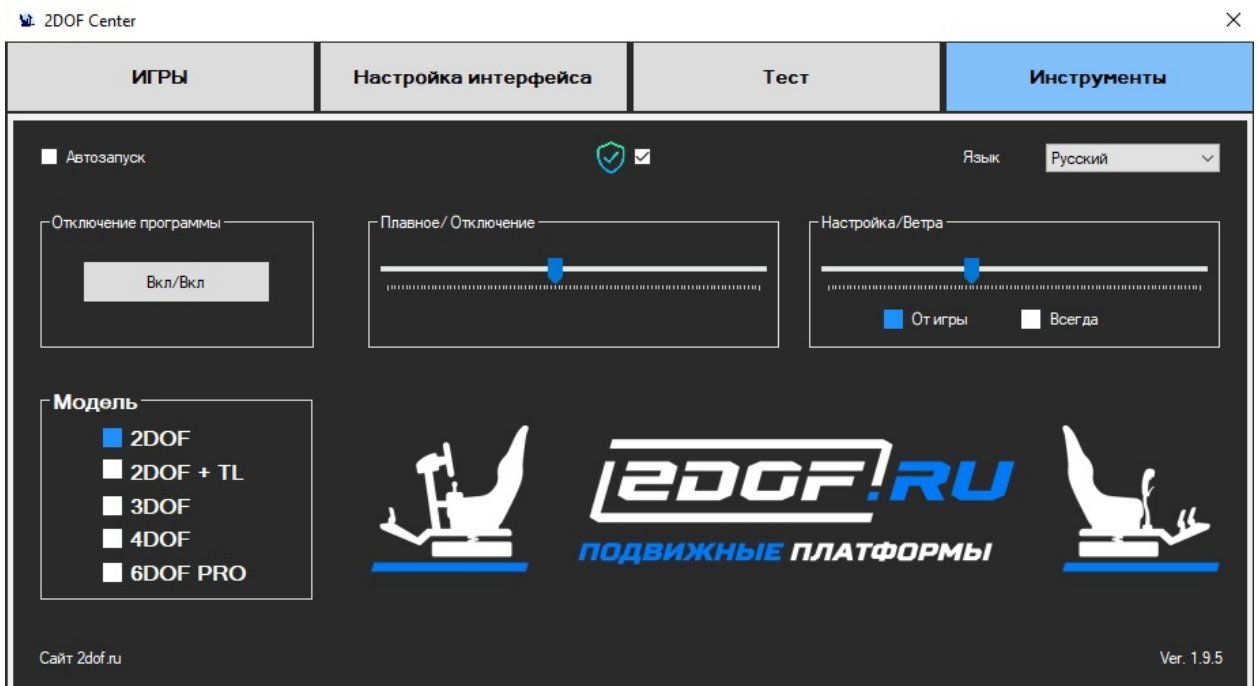 2DOF Center
ИГРЫ
Настройка интерфейса
Тест
Инструменты
Автозапуск
Язык
Русский
Отключение программы
Вкл/Вкл
Плавное/ Отключение
Настройка/Ветра
От игры
Всегда
Модель
2DOF
2DOF + TL
3DOF
4DOF
6DOF PRO
2DOF!.RU
ПОДВИЖНЫЕ ПЛАТФОРМЫ
Сайт 2dof.ru
Ver. 1.9.5